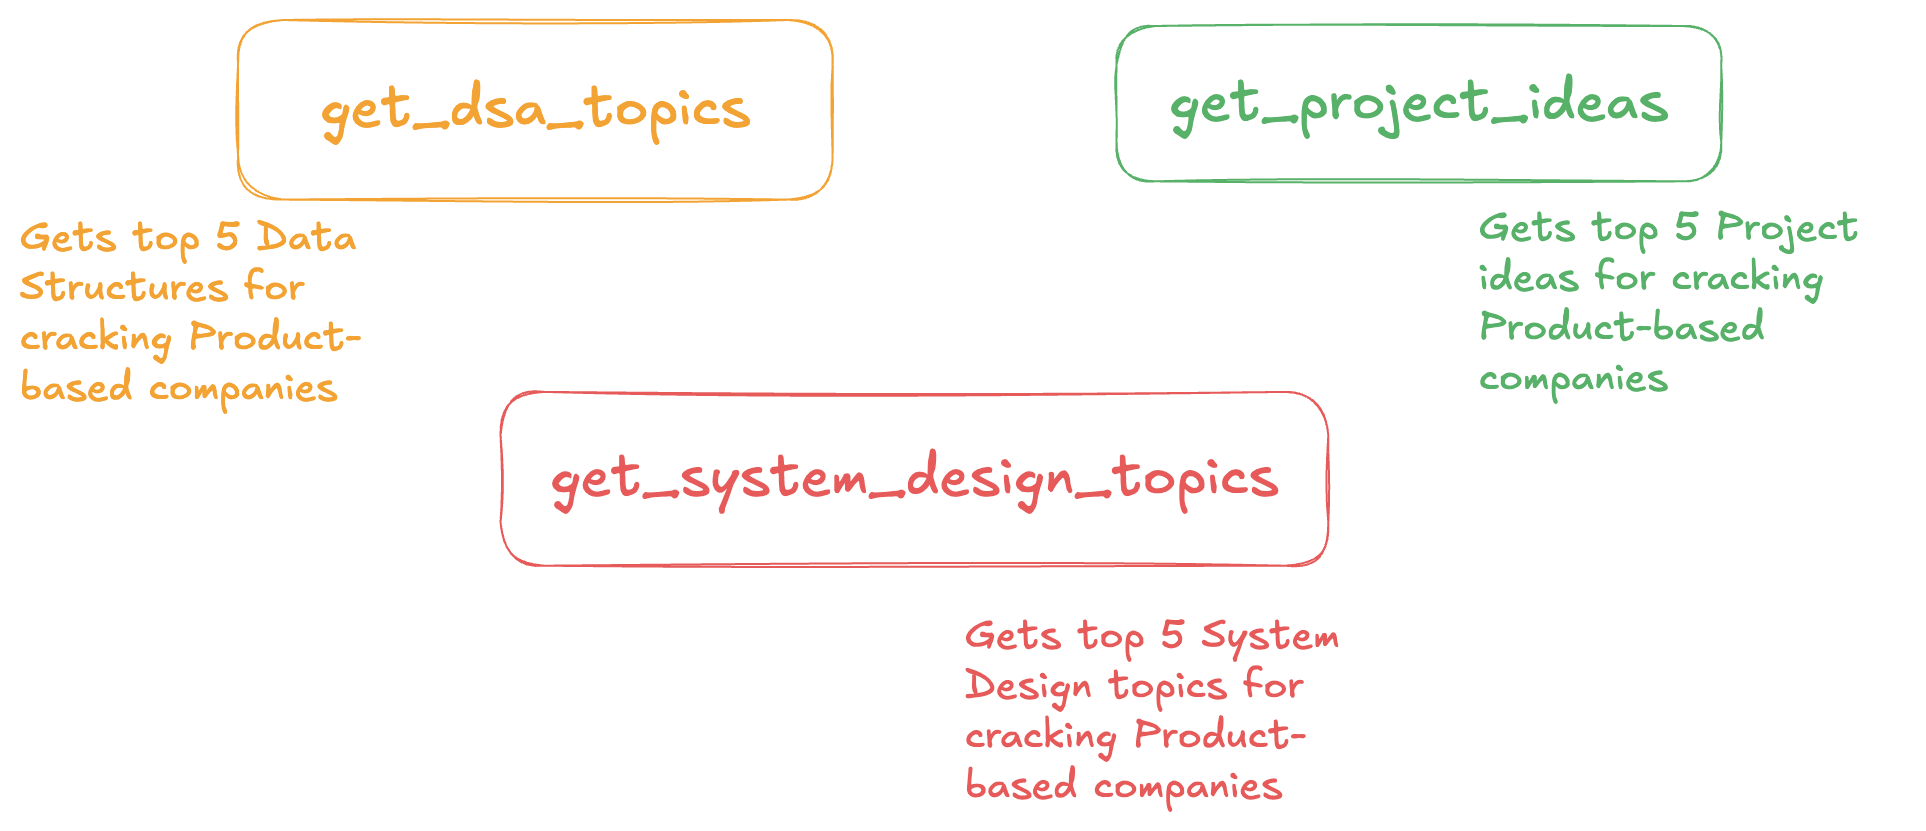 get_dsa_topics
Gets top 5 Data
Structures for
cracking Product-
based companies
get_project_ideas
Gets top 5 Project
ideas for cracking
Product-based
companies
get_system_design_topics
Gets top 5 System
Design topics for
cracking Product-
based companies